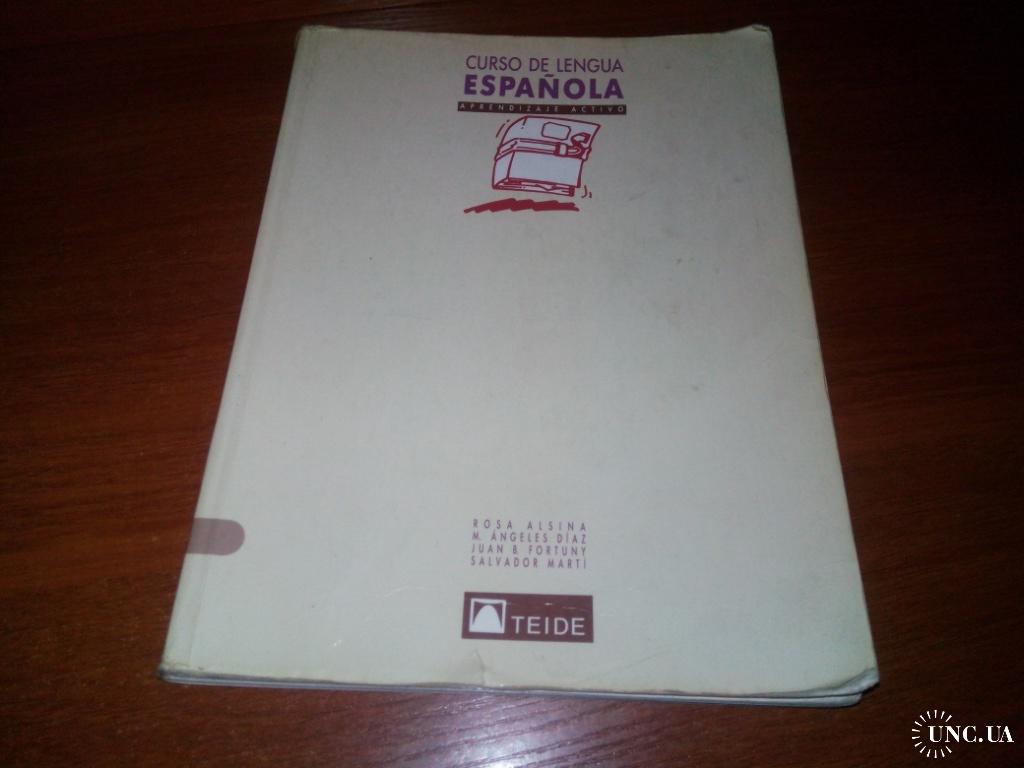 CURSO DE LENGUA
ESPAÑOLA
APRENDIZAJE ACTIVO
ROSA ALSINA
M. ÁNGELES DÍAZ
JUAN B. FORTUNY
SALVADOR MARTÍ
TEIDE
UNC.UA